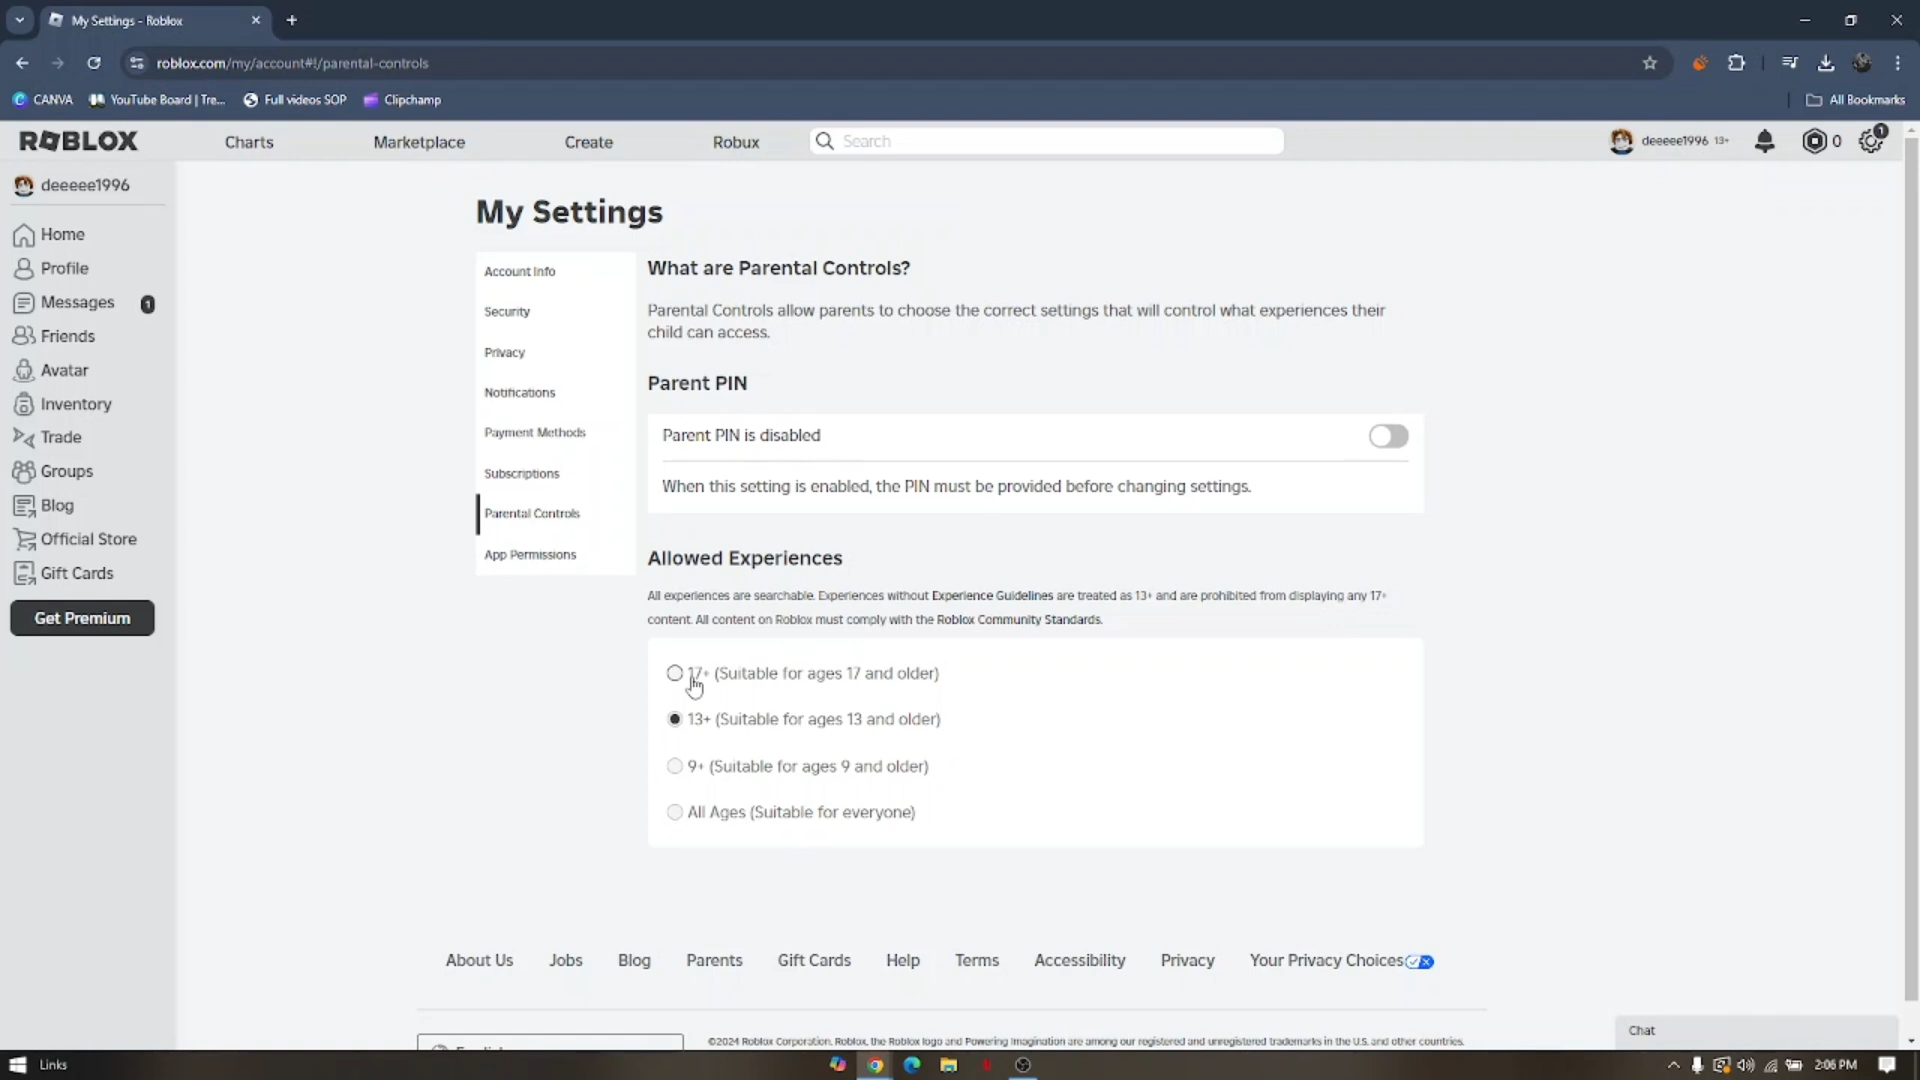 My Settings - Roblox
roblox.com/my/account#!/parental-controls
CANVA
YouTube Board | Tre...
Full videos SOP
Clipchamp
All Bookmarks
ROBLOX
Charts
Marketplace
Create
Robux
Search
deeeee1996 13+
0
1
deeeee1996
Home
Profile
Messages 1
Friends
Avatar
Inventory
Trade
Groups
Blog
Official Store
Gift Cards
Get Premium
My Settings
Account Info
Security
Privacy
Notifications
Payment Methods
Subscriptions
Parental Controls
App Permissions
What are Parental Controls?
Parental Controls allow parents to choose the correct settings that will control what experiences their
child can access.
Parent PIN
Parent PIN is disabled
When this setting is enabled, the PIN must be provided before changing settings.
Allowed Experiences
All experiences are searchable. Experiences without Experience Guidelines are treated as 13+ and are prohibited from displaying any 17+
content. All content on Roblox must comply with the Roblox Community Standards.
17+ (Suitable for ages 17 and older)
13+ (Suitable for ages 13 and older)
9+ (Suitable for ages 9 and older)
All Ages (Suitable for everyone)
About Us
Jobs
Blog
Parents
Gift Cards
Help
Terms
Accessibility
Privacy
Your Privacy Choices
©2024 Roblox Corporation. Roblox, the Roblox logo and Powering Imagination are among our registered and unregistered trademarks in the U.S. and other countries.
Chat
Links
2:06 PM